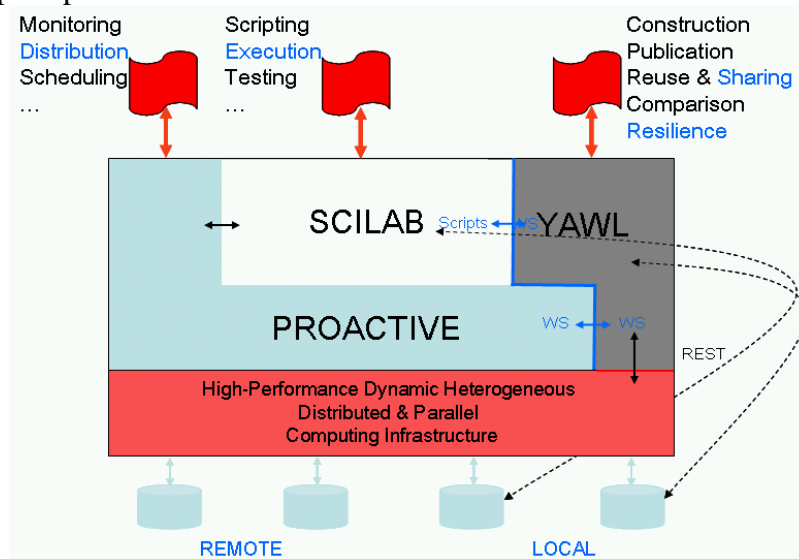 Monitoring
Distribution
Scheduling
...
Scripting
Execution
Testing
...
Construction
Publication
Reuse & Sharing
Comparison
Resilience
SCILAB
Scripts
WS
YAWL
PROACTIVE
WS
WS
REST
High-Performance Dynamic Heterogeneous
Distributed & Parallel
Computing Infrastructure
REMOTE
LOCAL